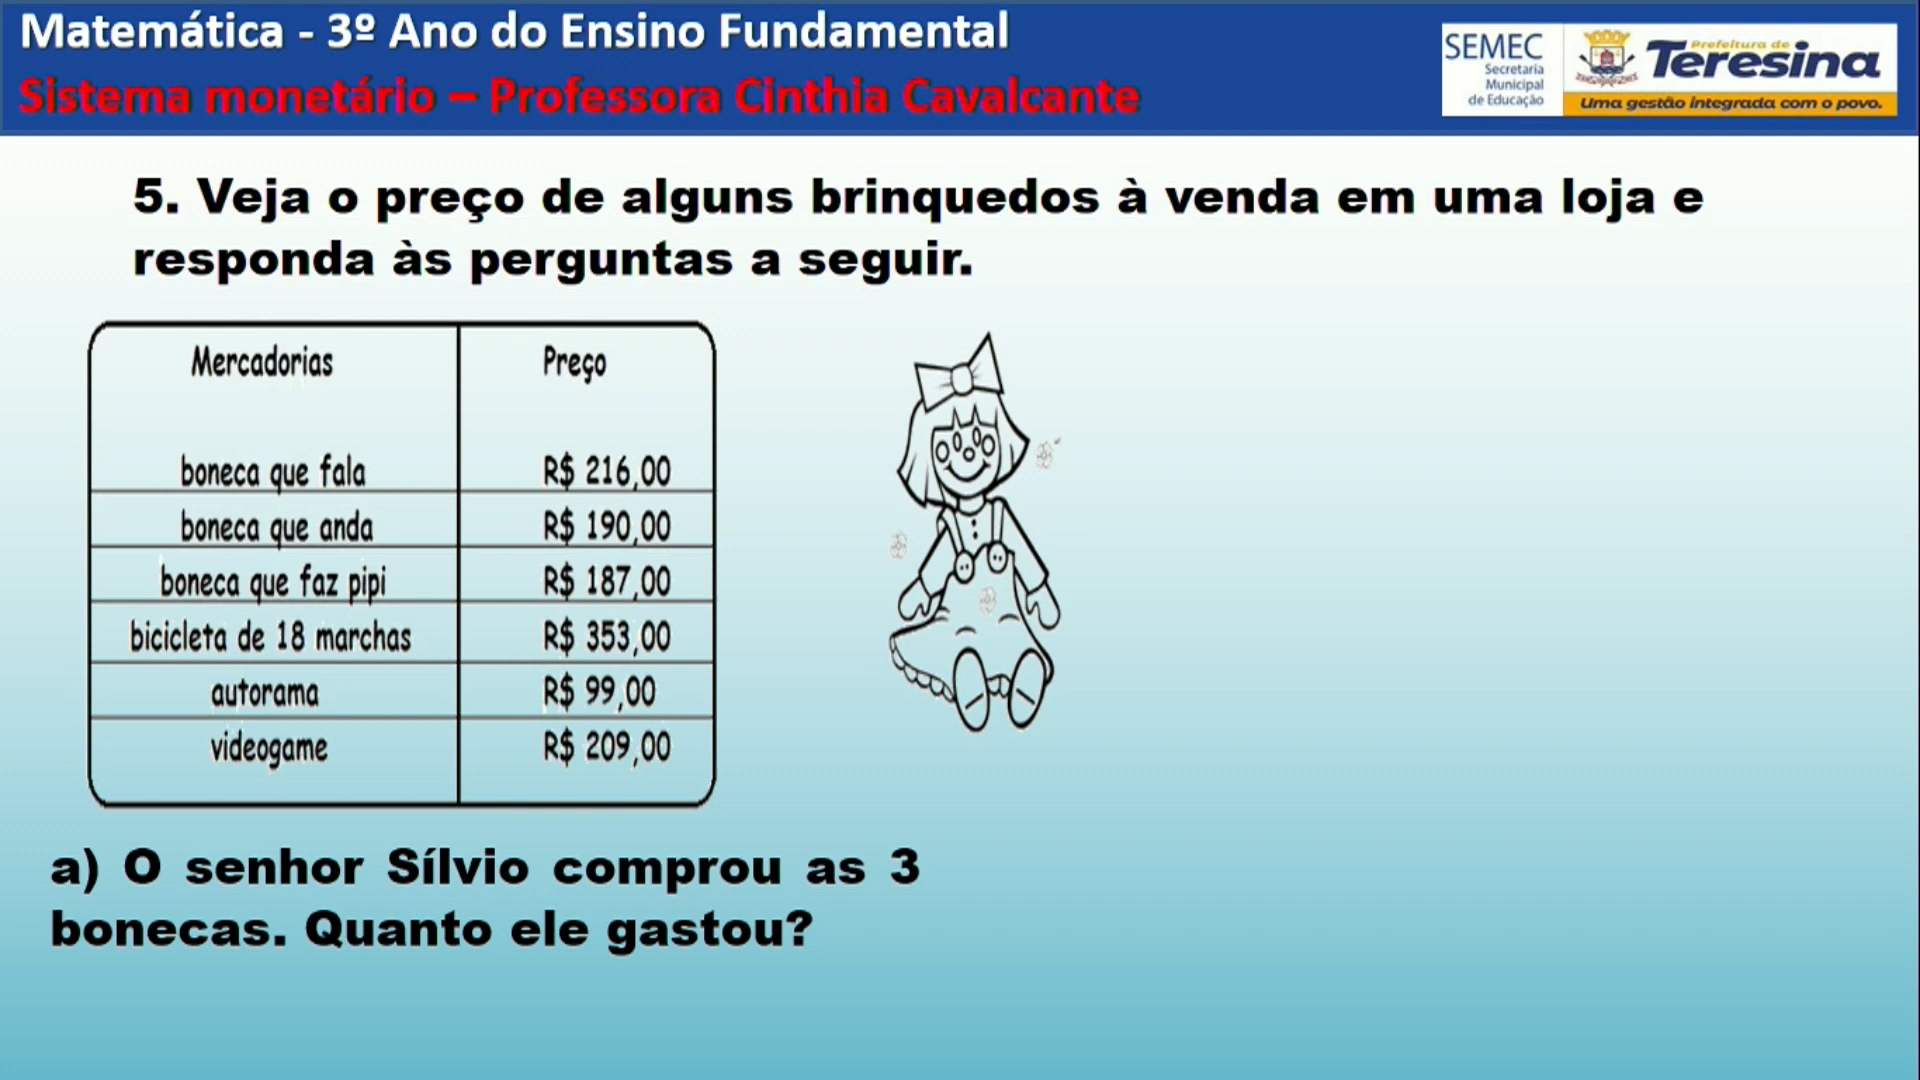 Matemática - 3º Ano do Ensino Fundamental
Sistema monetário – Professora Cinthia Cavalcante
SEMEC
Secretaria
Municipal
de Educação
Prefeitura de
Teresina
Uma gestão integrada com o povo.
5. Veja o preço de alguns brinquedos à venda em uma loja e
responda às perguntas a seguir.
Mercadorias Preço
boneca que fala R$ 216,00
boneca que anda R$ 190,00
boneca que faz pipi R$ 187,00
bicicleta de 18 marchas R$ 353,00
autorama R$ 99,00
videogame R$ 209,00
a) O senhor Sílvio comprou as 3
bonecas. Quanto ele gastou?